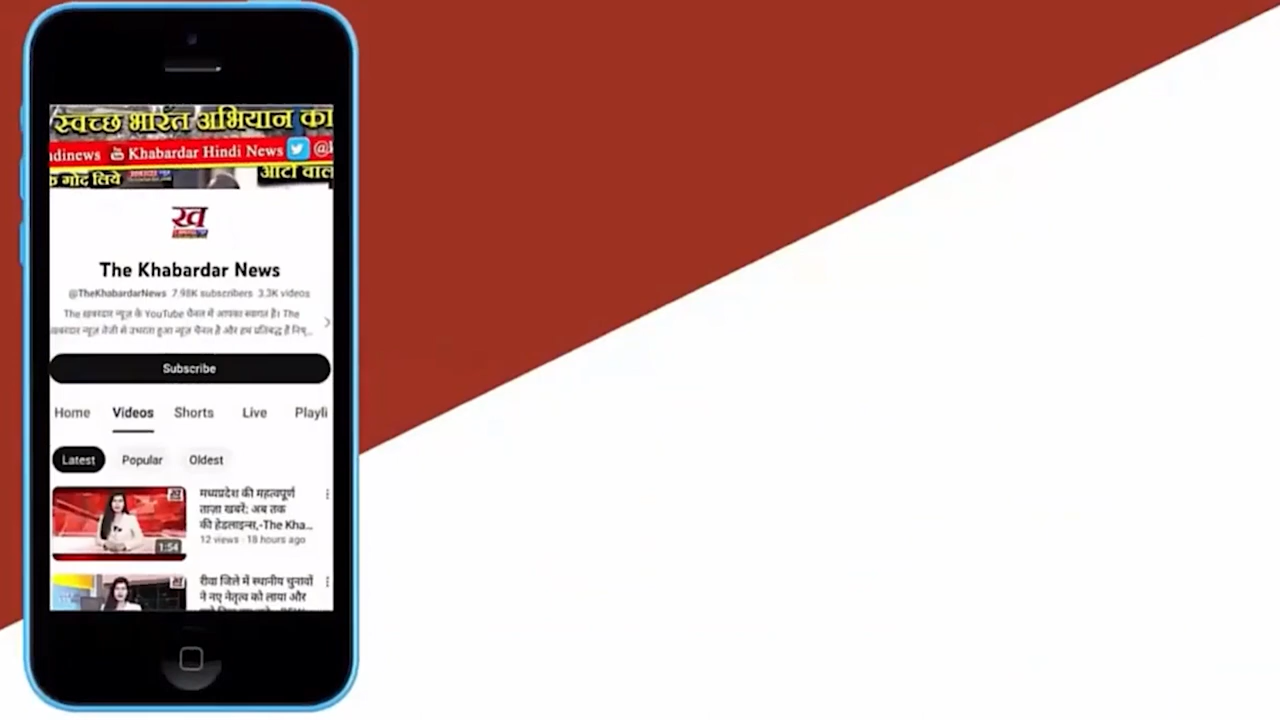 स्वच्छ भारत अभियान का
dinews Khabardar Hindi News @
गोद लिये
ऑटो वाल
ख
The Khabardar News
@TheKhabardarNews 7.98K subscribers 3.3K videos
The खबरदार न्यूज़ के YouTube चैनल में आपका स्वागत है। The
खबरदार न्यूज़ तेजी से उभरता हुआ न्यूज़ चैनल है और हम प्रतिबद्ध हैं निष्...
Subscribe
Home Videos Shorts Live Playli
Latest Popular Oldest
मध्यप्रदेश की महत्वपूर्ण
ताज़ा खबरें: अब तक
की हेडलाइन्स,-The Kha...
12 views · 18 hours ago
1:54
रीवा जिले में स्थानीय चुनावों
ने नए नेतृत्व को लाया और